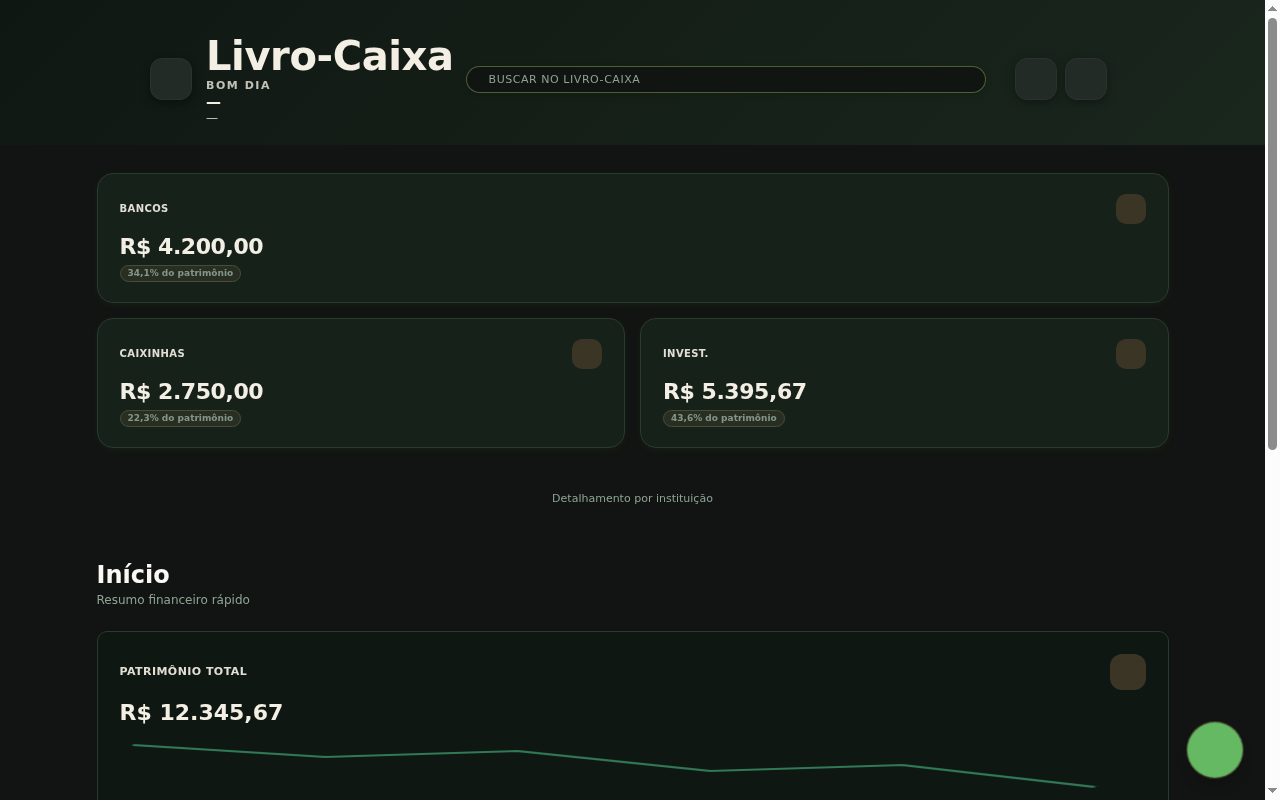 Livro-Caixa
BOM DIA
—
—
BUSCAR NO LIVRO-CAIXA
BANCOS
R$ 4.200,00
34,1% do patrimônio
CAIXINHAS
R$ 2.750,00
22,3% do patrimônio
INVEST.
R$ 5.395,67
43,6% do patrimônio
Detalhamento por instituição
Início
Resumo financeiro rápido
PATRIMÔNIO TOTAL
R$ 12.345,67